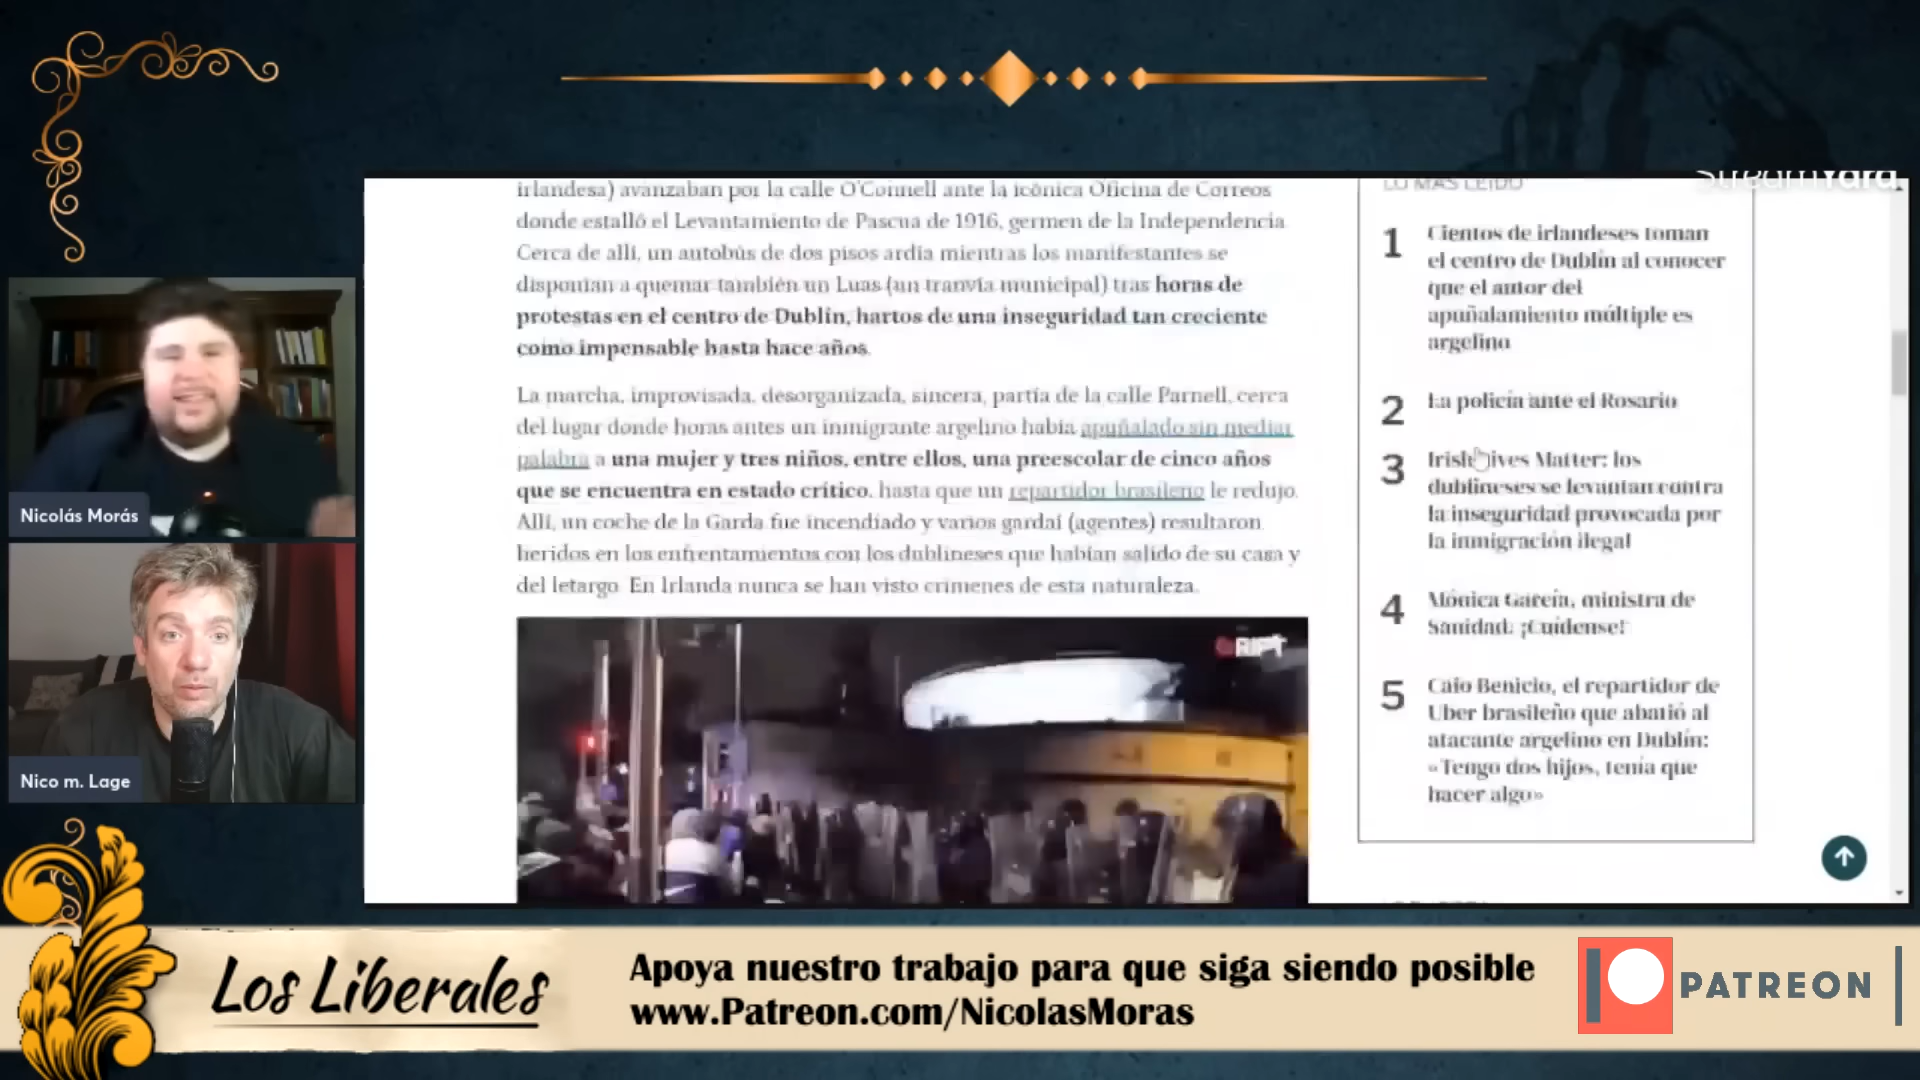 StreamYard
irlandesa) avanzaban por la calle O'Connell ante la icónica Oficina de Correos
donde estalló el Levantamiento de Pascua de 1916, germen de la Independencia.
Cerca de allí, un autobús de dos pisos ardía mientras los manifestantes se
disponían a quemar también un Luas (un tranvía municipal) tras horas de
protestas en el centro de Dublín, hartos de una inseguridad tan creciente
como impensable hasta hace años.
La marcha, improvisada, desorganizada, sincera, partía de la calle Parnell, cerca
del lugar donde horas antes un inmigrante argelino había apuñalado sin mediar
palabra a una mujer y tres niños, entre ellos, una preescolar de cinco años
que se encuentra en estado crítico, hasta que un repartidor brasileño le redujo.
Allí, un coche de la Garda fue incendiado y varios gardaí (agentes) resultaron
heridos en los enfrentamientos con los dublineses que habían salido de su casa y
del letargo. En Irlanda nunca se han visto crímenes de esta naturaleza.
LO MÁS LEÍDO
1 Cientos de irlandeses toman
el centro de Dublín al conocer
que el autor del
apuñalamiento múltiple es
argelino
2 La policía ante el Rosario
3 Irish Lives Matter: los
dublineses se levantan contra
la inseguridad provocada por
la inmigración ilegal
4 Mónica García, ministra de
Sanidad. ¡Cuídense!
5 Caio Benicio, el repartidor de
Uber brasileño que abatió al
atacante argelino en Dublín:
«Tengo dos hijos, tenía que
hacer algo»
GRIPT
Nicolás Morás
Nico m. Lage
Los Liberales
Apoya nuestro trabajo para que siga siendo posible
www.Patreon.com/NicolasMoras
PATREON